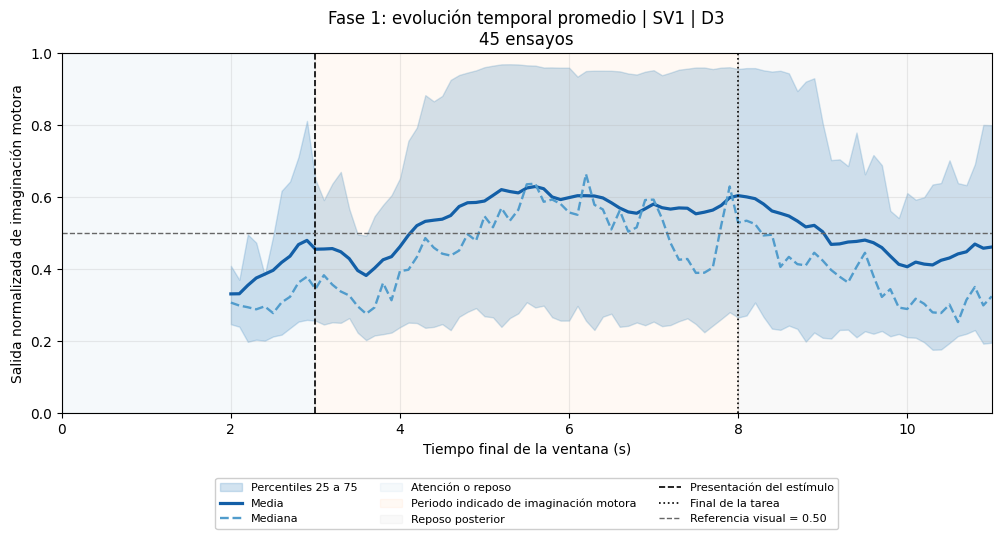 Fase 1: evolución temporal promedio | SV1 | D3
45 ensayos
Salida normalizada de imaginación motora
1.0
0.8
0.6
0.4
0.2
0.0
0
2
4
6
8
10
Tiempo final de la ventana (s)
Percentiles 25 a 75
Media
Mediana
Atención o reposo
Periodo indicado de imaginación motora
Reposo posterior
Presentación del estímulo
Final de la tarea
Referencia visual = 0.50